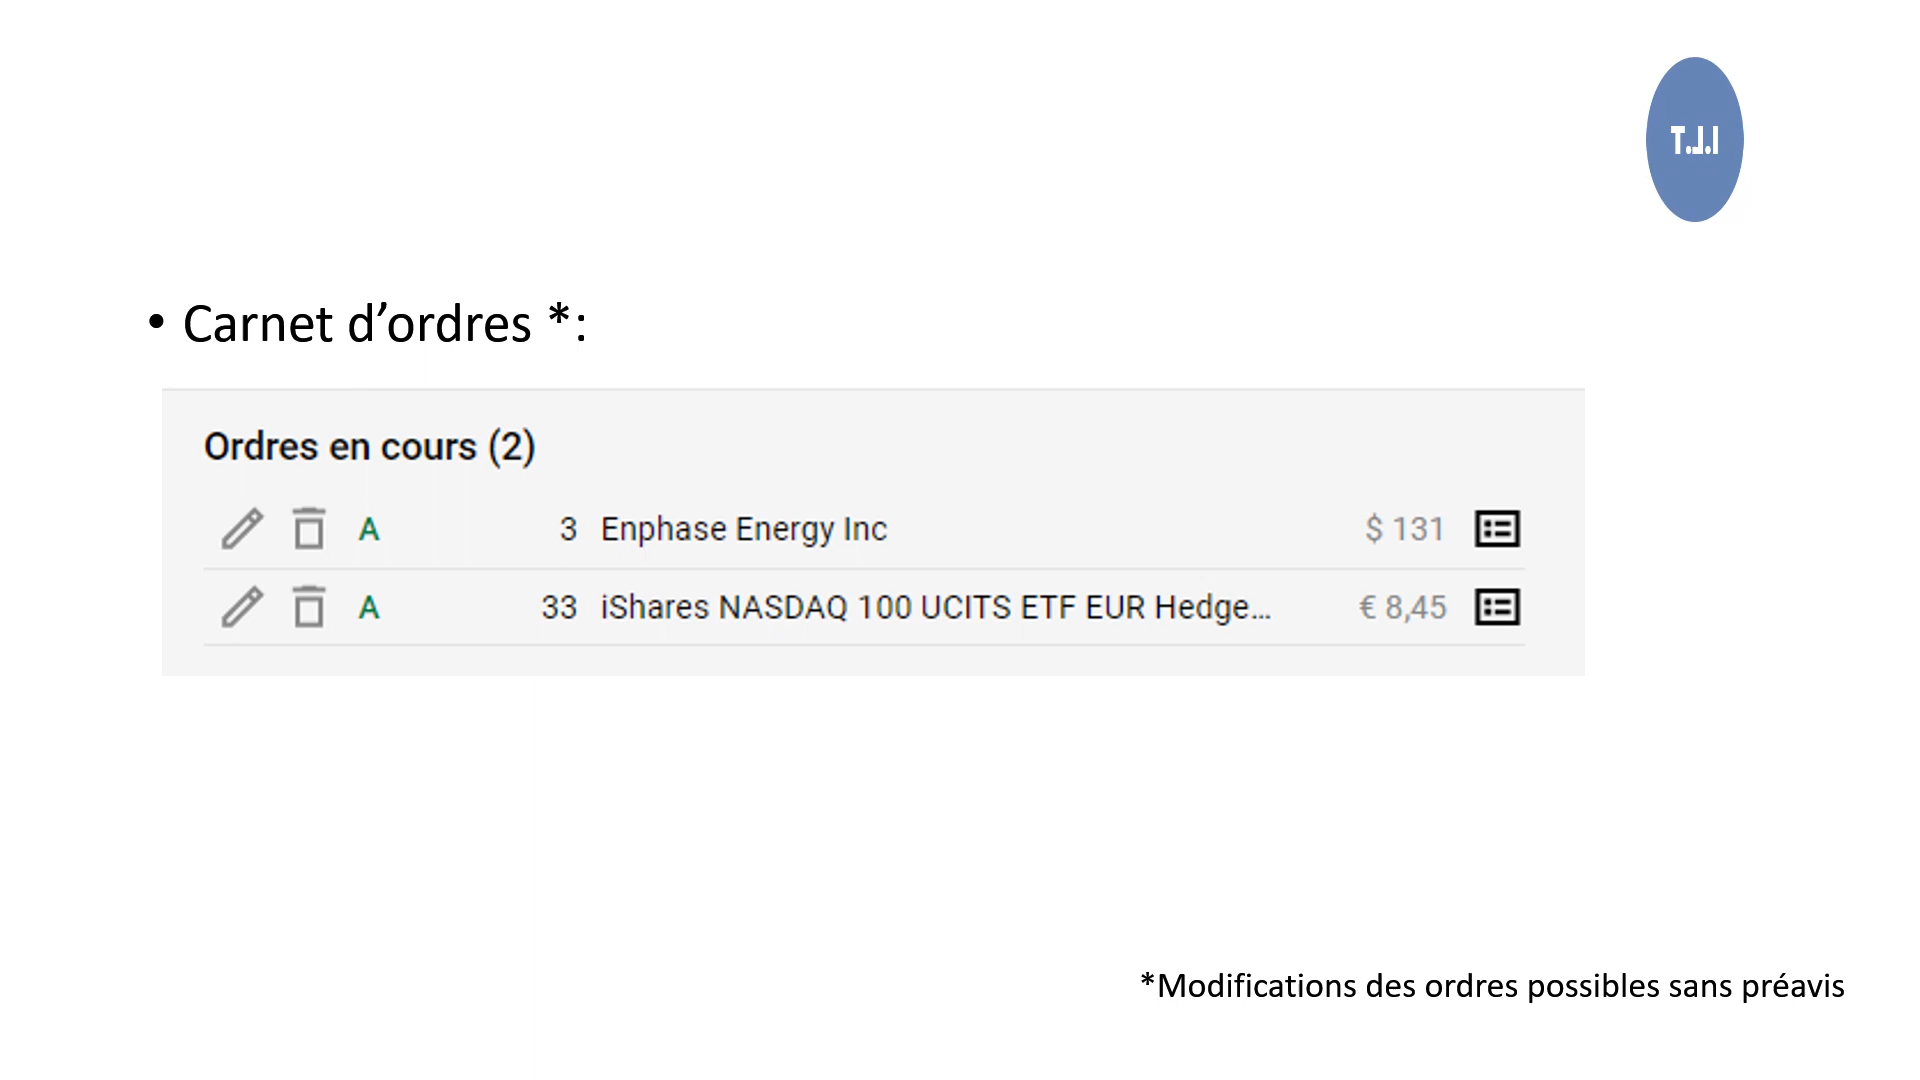 T.J.I
• Carnet d’ordres *:
Ordres en cours (2)
A 3 Enphase Energy Inc $ 131
A 33 iShares NASDAQ 100 UCITS ETF EUR Hedge... € 8,45
*Modifications des ordres possibles sans préavis